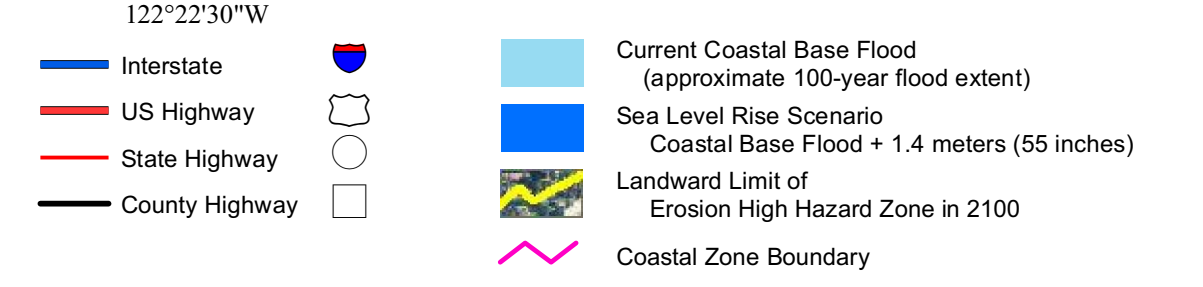 122°22'30"W
Interstate
US Highway
State Highway
County Highway
Current Coastal Base Flood
(approximate 100-year flood extent)
Sea Level Rise Scenario
Coastal Base Flood + 1.4 meters (55 inches)
Landward Limit of
Erosion High Hazard Zone in 2100
Coastal Zone Boundary